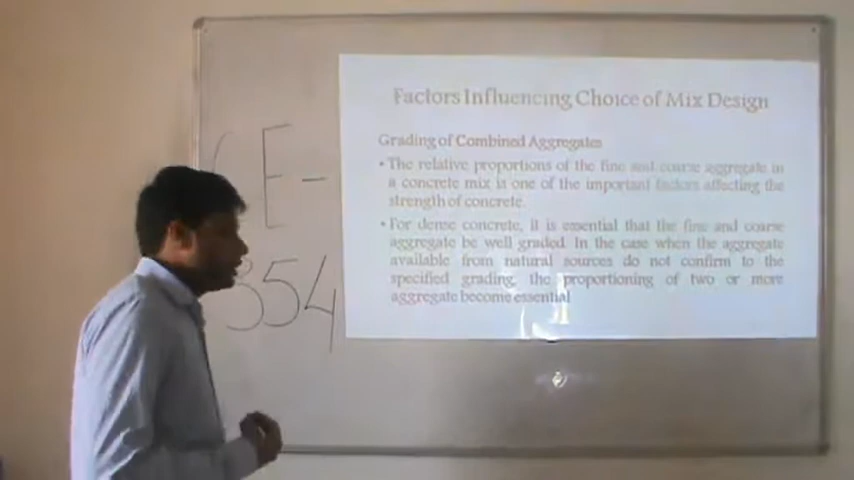 CE-
354
Factors Influencing Choice of Mix Design
Grading of Combined Aggregates
• The relative proportions of the fine and coarse aggregate in
a concrete mix is one of the important factors affecting the
strength of concrete.
• For dense concrete, it is essential that the fine and coarse
aggregate be well graded. In the case when the aggregate
available from natural sources do not confirm to the
specified grading, the proportioning of two or more
aggregate become essential